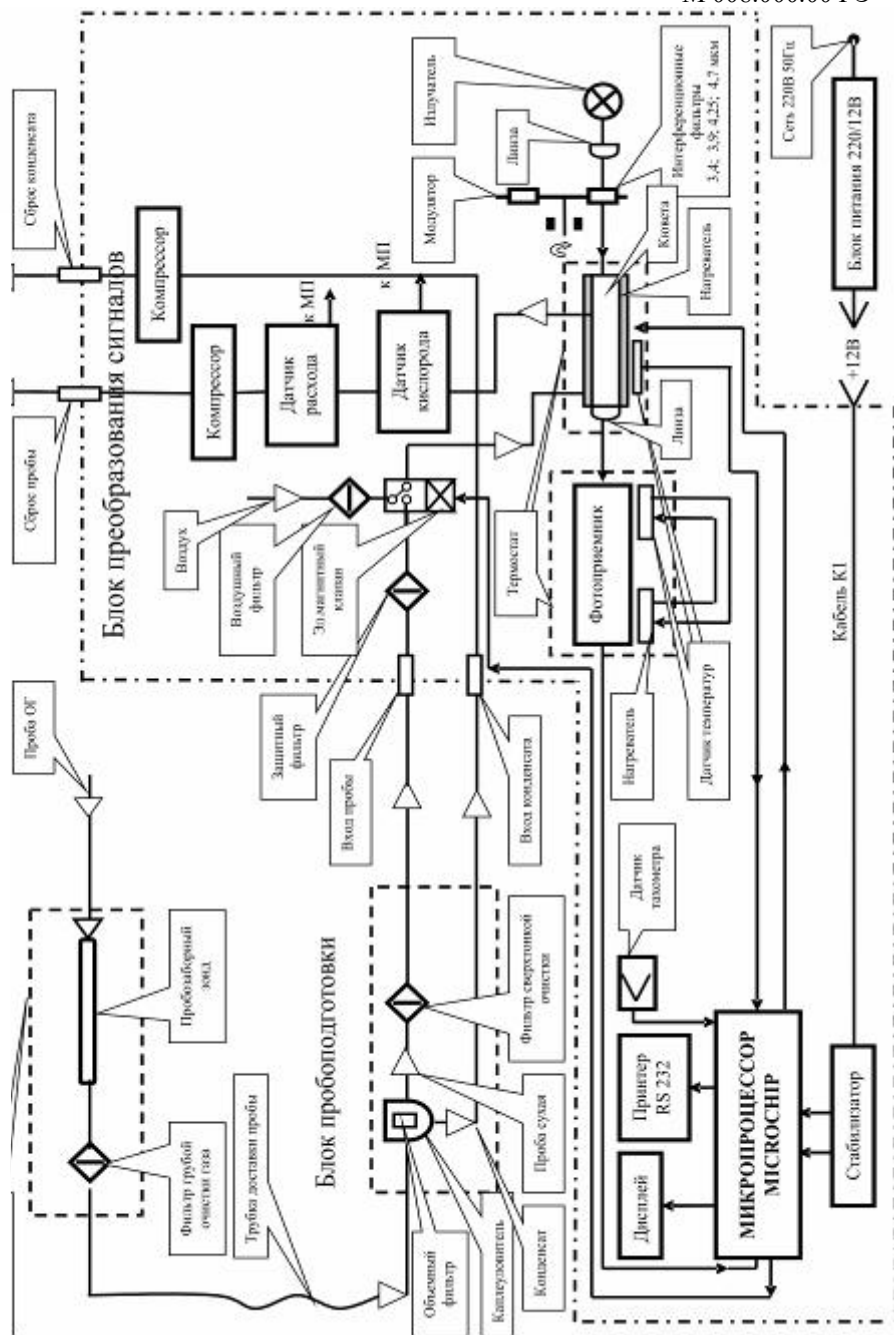 Сброс конденсата
Сброс пробы
Блок преобразования сигналов
Компрессор
Компрессор
Датчик
расхода
к МП
Датчик
кислорода
к МП
Излучатель
Линза
Модулятор
Интерференционные
фильтры
3,4; 3,9; 4,25; 4,7 мкм
Кювета
Нагреватель
Линза
Термостат
Фотоприемник
Нагреватель
Датчик температур
Воздух
Воздушный
фильтр
Эл.магнитный
клапан
Защитный
фильтр
Вход пробы
Вход конденсата
Сеть 220В 50Гц
Блок питания 220/12В
+12В
Кабель К1
Проба ОГ
Пробозаборный
зонд
Фильтр грубой
очистки газа
Трубка доставки пробы
Блок пробоподготовки
Фильтр сверхтонкой
очистки
Проба сухая
Объемный
фильтр
Каплеуловитель
Конденсат
Датчик
тахометра
Принтер
RS 232
Дисплей
МИКРОПРОЦЕССОР
MICROCHIP
Стабилизатор